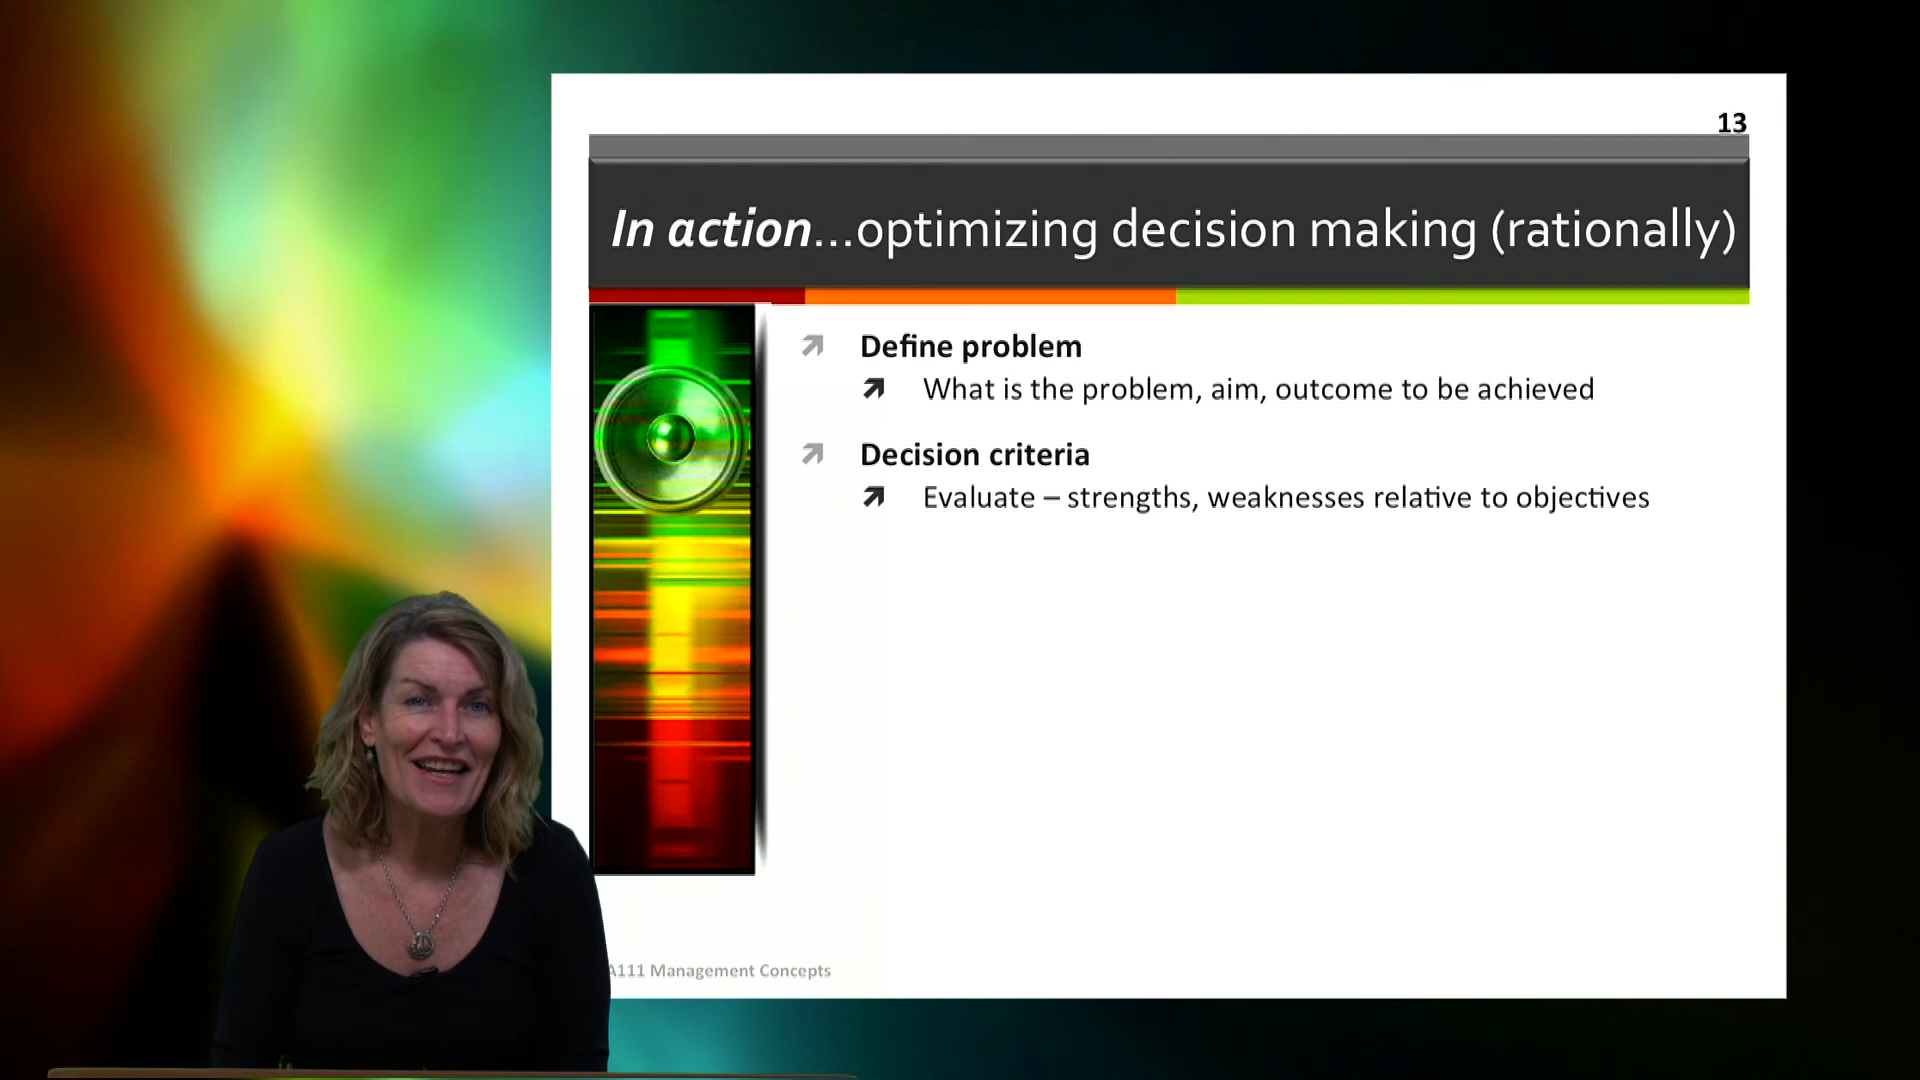 13
In action...optimizing decision making (rationally)
Define problem
What is the problem, aim, outcome to be achieved
Decision criteria
Evaluate – strengths, weaknesses relative to objectives
A111 Management Concepts